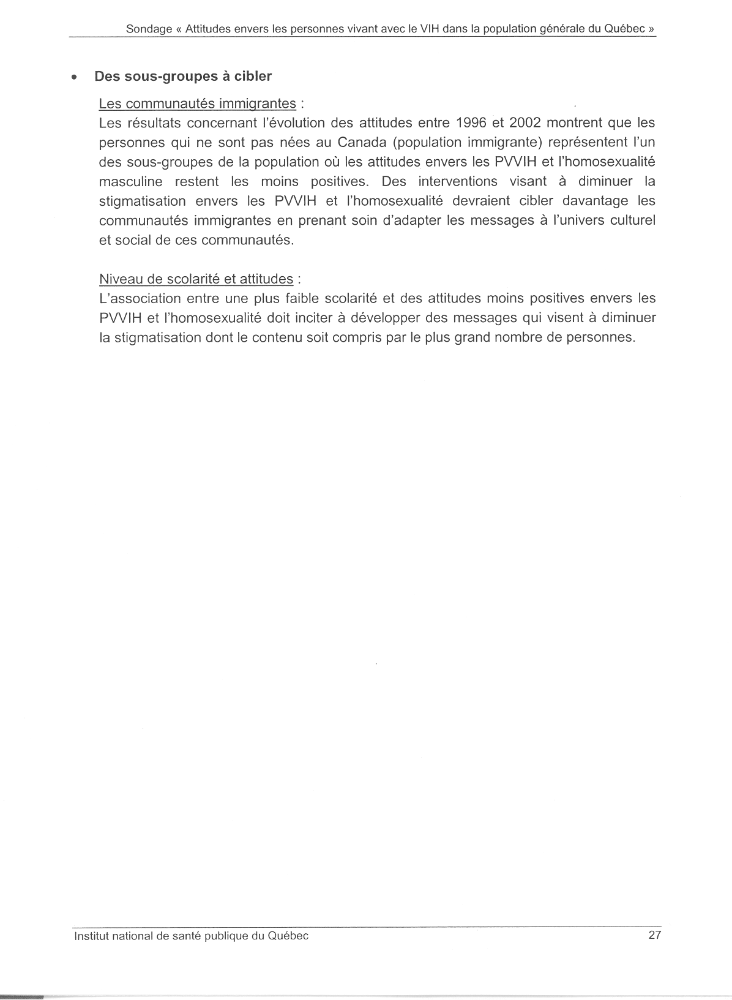 Sondage « Attitudes envers les personnes vivant avec le VIH dans la population générale du Québec »
• Des sous-groupes à cibler
Les communautés immigrantes :
Les résultats concernant l'évolution des attitudes entre 1996 et 2002 montrent que les
personnes qui ne sont pas nées au Canada (population immigrante) représentent l'un
des sous-groupes de la population où les attitudes envers les PVVIH et l'homosexualité
masculine restent les moins positives. Des interventions visant à diminuer la
stigmatisation envers les PVVIH et l'homosexualité devraient cibler davantage les
communautés immigrantes en prenant soin d'adapter les messages à l'univers culturel
et social de ces communautés.
Niveau de scolarité et attitudes :
L'association entre une plus faible scolarité et des attitudes moins positives envers les
PVVIH et l'homosexualité doit inciter à développer des messages qui visent à diminuer
la stigmatisation dont le contenu soit compris par le plus grand nombre de personnes.
Institut national de santé publique du Québec 27